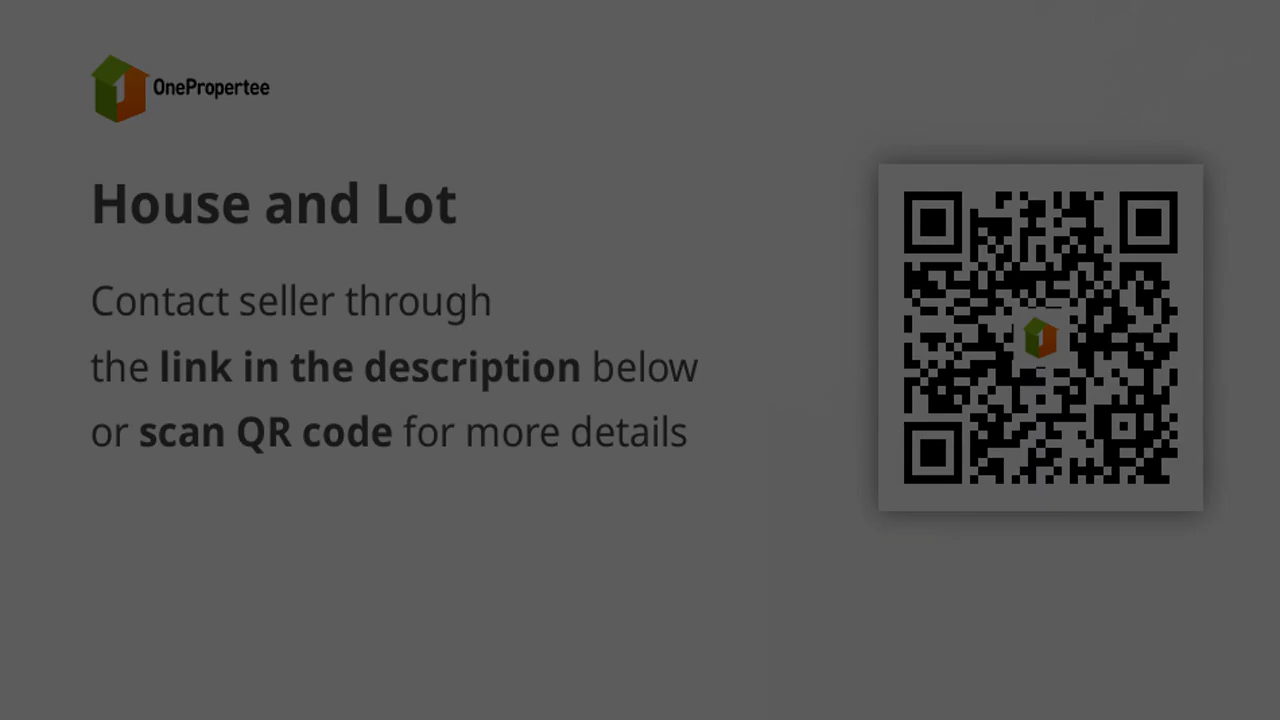 OnePropertee
House and Lot
Contact seller through
the link in the description below
or scan QR code for more details